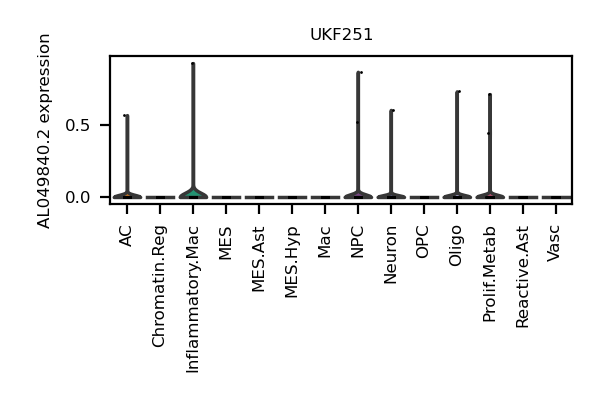 UKF251
AL049840.2 expression
0.5
0.0
AC
Chromatin.Reg
Inflammatory.Mac
MES
MES.Ast
MES.Hyp
Mac
NPC
Neuron
OPC
Oligo
Prolif.Metab
Reactive.Ast
Vasc